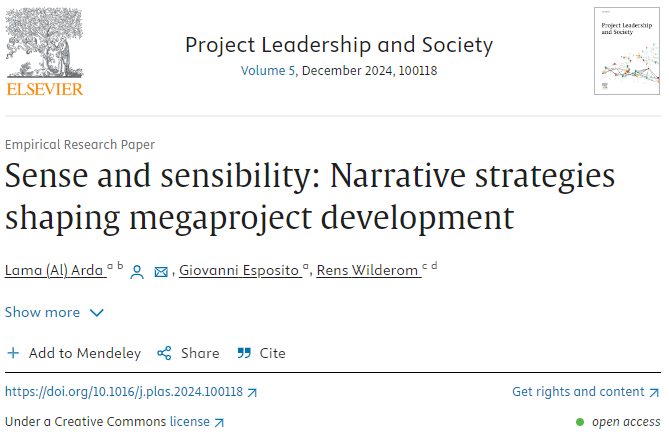 ELSEVIER
Project Leadership and Society
Volume 5, December 2024, 100118
Project Leadership
and Society
Empirical Research Paper
Sense and sensibility: Narrative strategies
shaping megaproject development
Lama (Al) Arda a b , Giovanni Esposito a, Rens Wilderom c d
Show more
Add to Mendeley Share Cite
https://doi.org/10.1016/j.plas.2024.100118 Get rights and content
Under a Creative Commons license open access